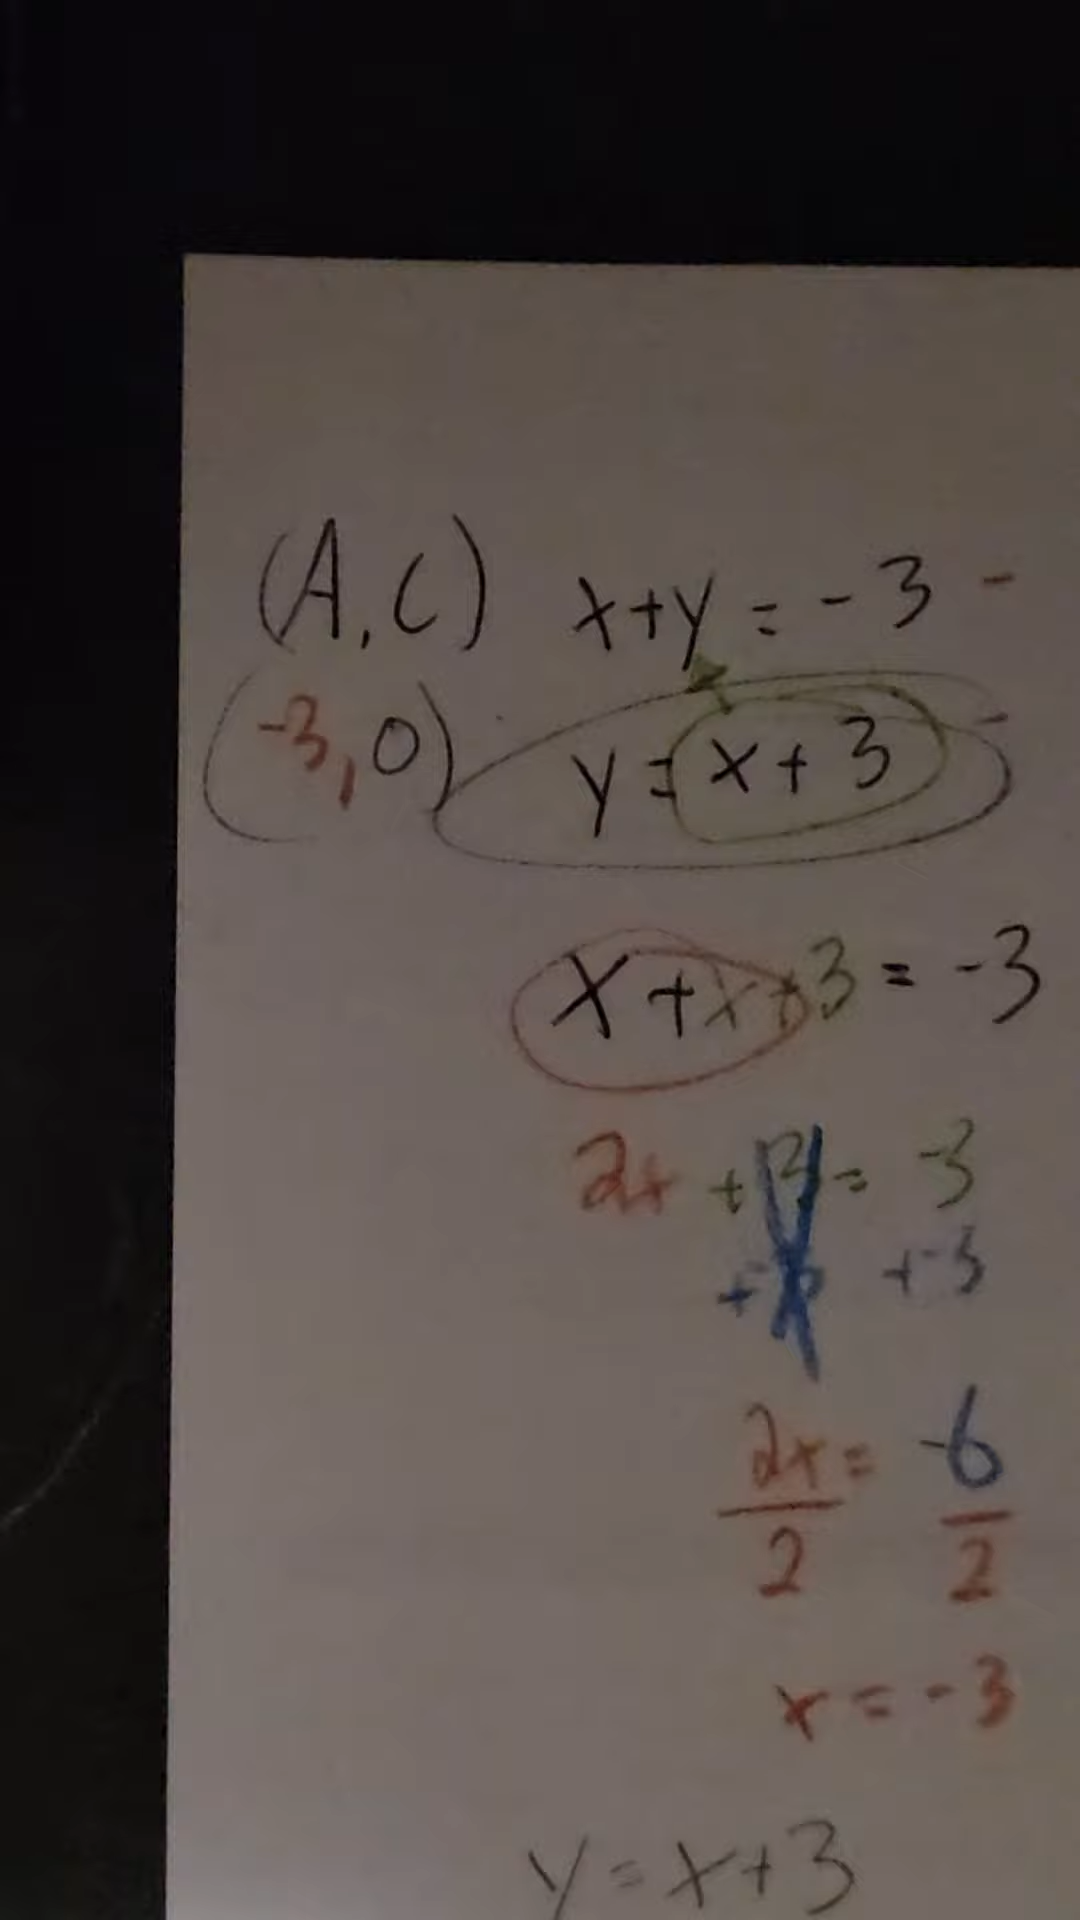 (A, C) x+y = -3 -
(-3, 0) y = x + 3
x + x + 3 = -3
2x + 3 = -3
+ -3 + -3
2x = -6
2 2
x = -3
y = x + 3